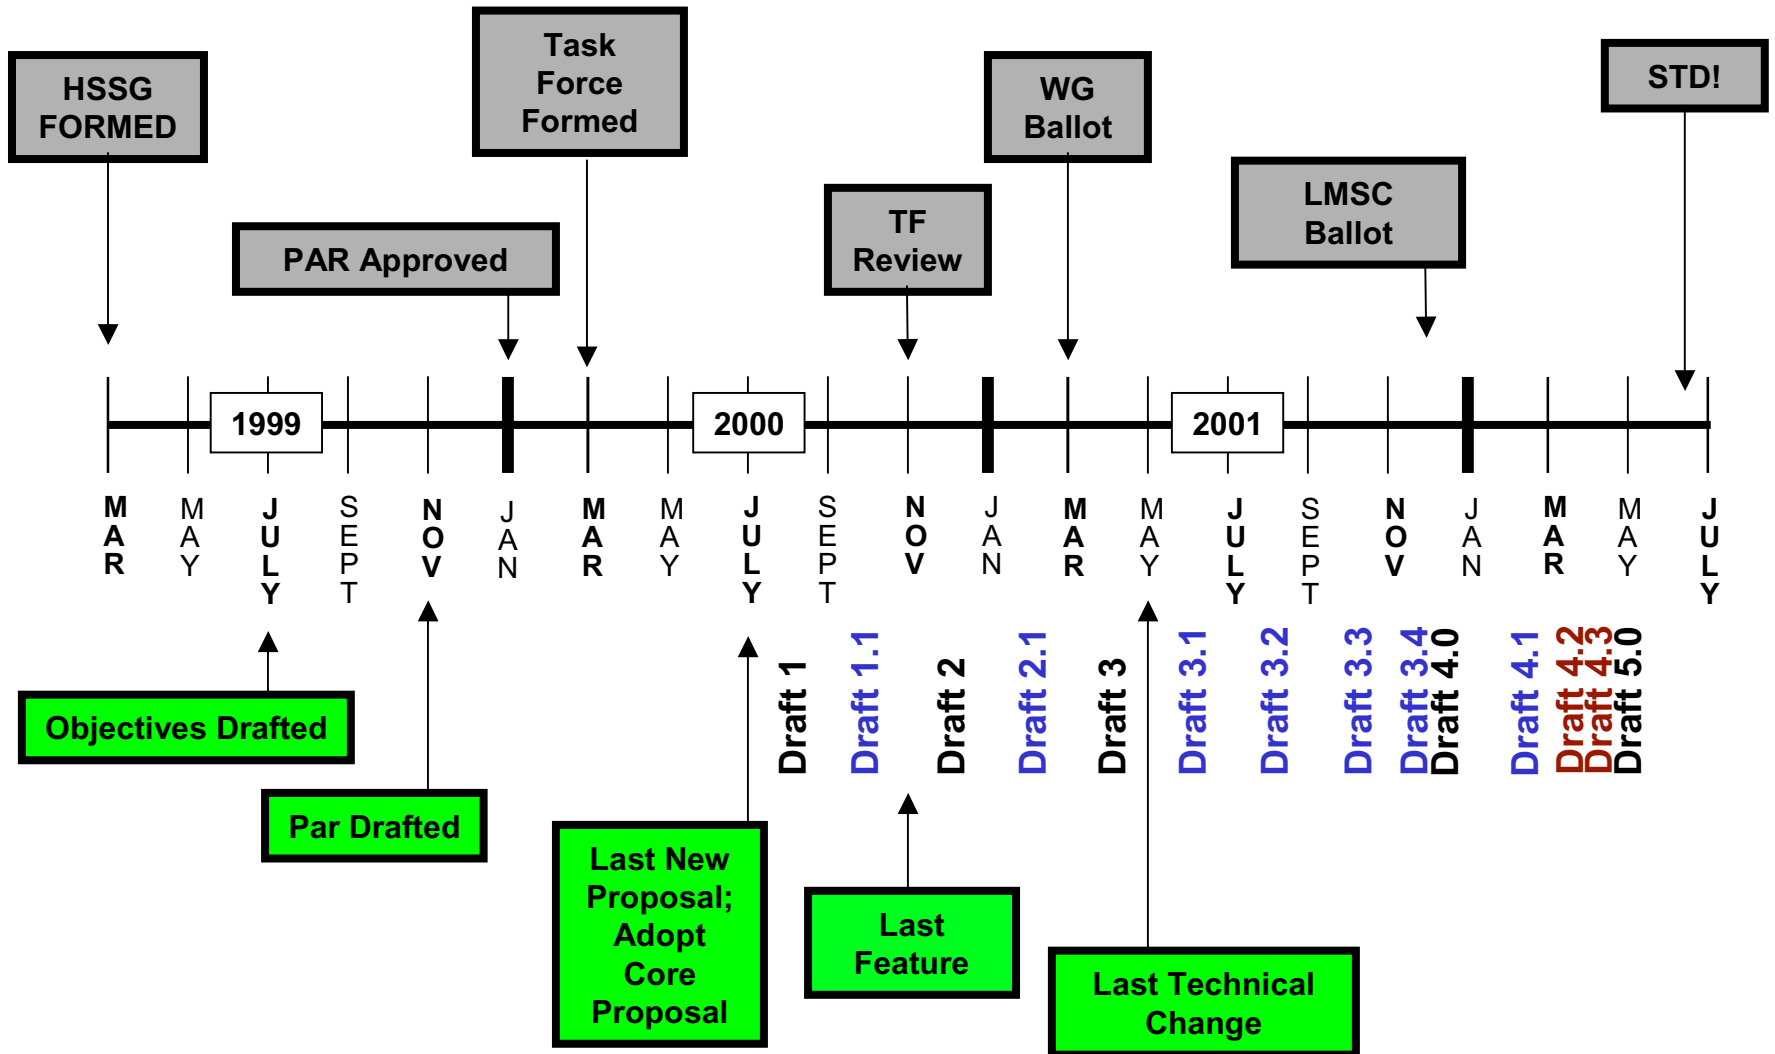 HSSG
FORMED
Task
Force
Formed
WG
Ballot
STD!
PAR Approved
TF
Review
LMSC
Ballot
1999
2000
2001
MAR
MAY
JULY
SEPT
NOV
JAN
MAR
MAY
JULY
SEPT
NOV
JAN
MAR
MAY
JULY
SEPT
NOV
JAN
MAR
MAY
JULY
Draft 1
Draft 1.1
Draft 2
Draft 2.1
Draft 3
Draft 3.1
Draft 3.2
Draft 3.3
Draft 3.4
Draft 4.0
Draft 4.1
Draft 4.2
Draft 4.3
Draft 5.0
Objectives Drafted
Par Drafted
Last New
Proposal;
Adopt
Core
Proposal
Last
Feature
Last Technical
Change